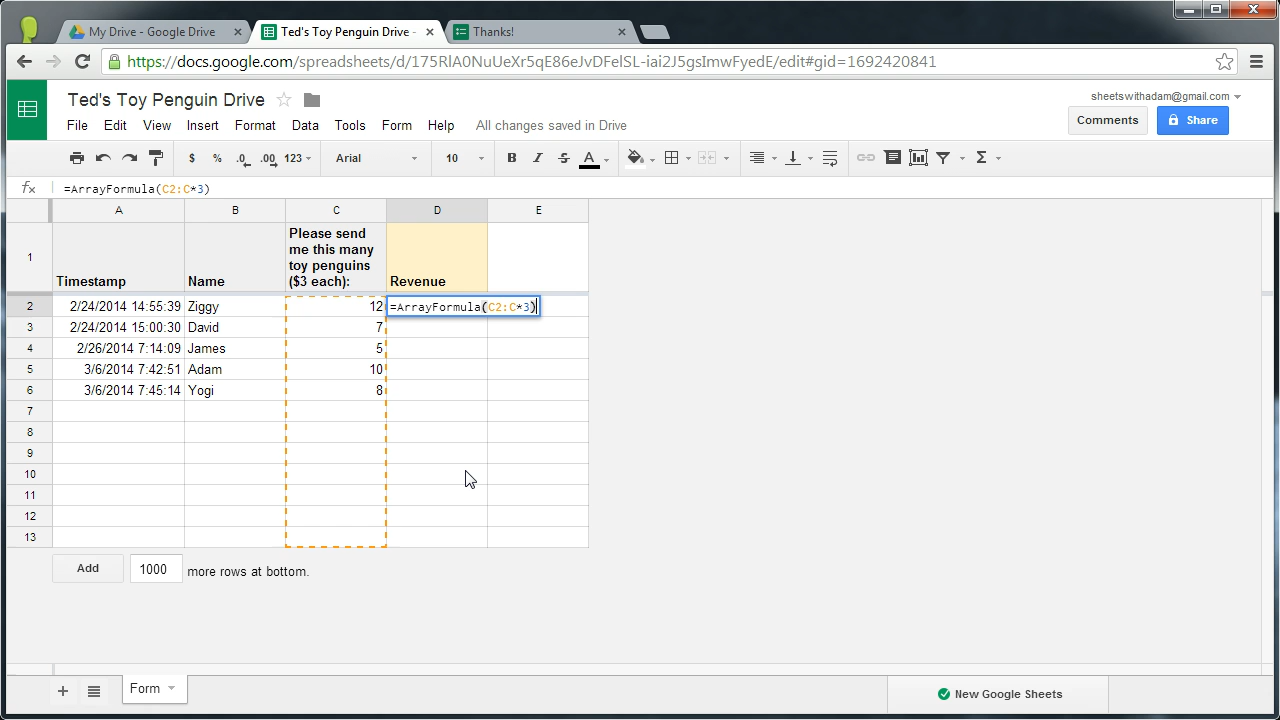 My Drive - Google Drive
Ted's Toy Penguin Drive -
Thanks!
https://docs.google.com/spreadsheets/d/175RlA0NuUeXr5qE86eJvDFelSL-iai2J5gsImwFyedE/edit#gid=1692420841
Ted's Toy Penguin Drive
sheetswithadam@gmail.com
File Edit View Insert Format Data Tools Form Help All changes saved in Drive
Comments
Share
$ % .0 .00 123 Arial 10 B I S A Σ
fx =ArrayFormula(C2:C*3)
A B C D E
1 Timestamp Name Please send
me this many
toy penguins
($3 each): Revenue
2 2/24/2014 14:55:39 Ziggy 12 =ArrayFormula(C2:C*3)
3 2/24/2014 15:00:30 David 7
4 2/26/2014 7:14:09 James 5
5 3/6/2014 7:42:51 Adam 10
6 3/6/2014 7:45:14 Yogi 8
7
8
9
10
11
12
13
Add 1000 more rows at bottom.
Form
New Google Sheets